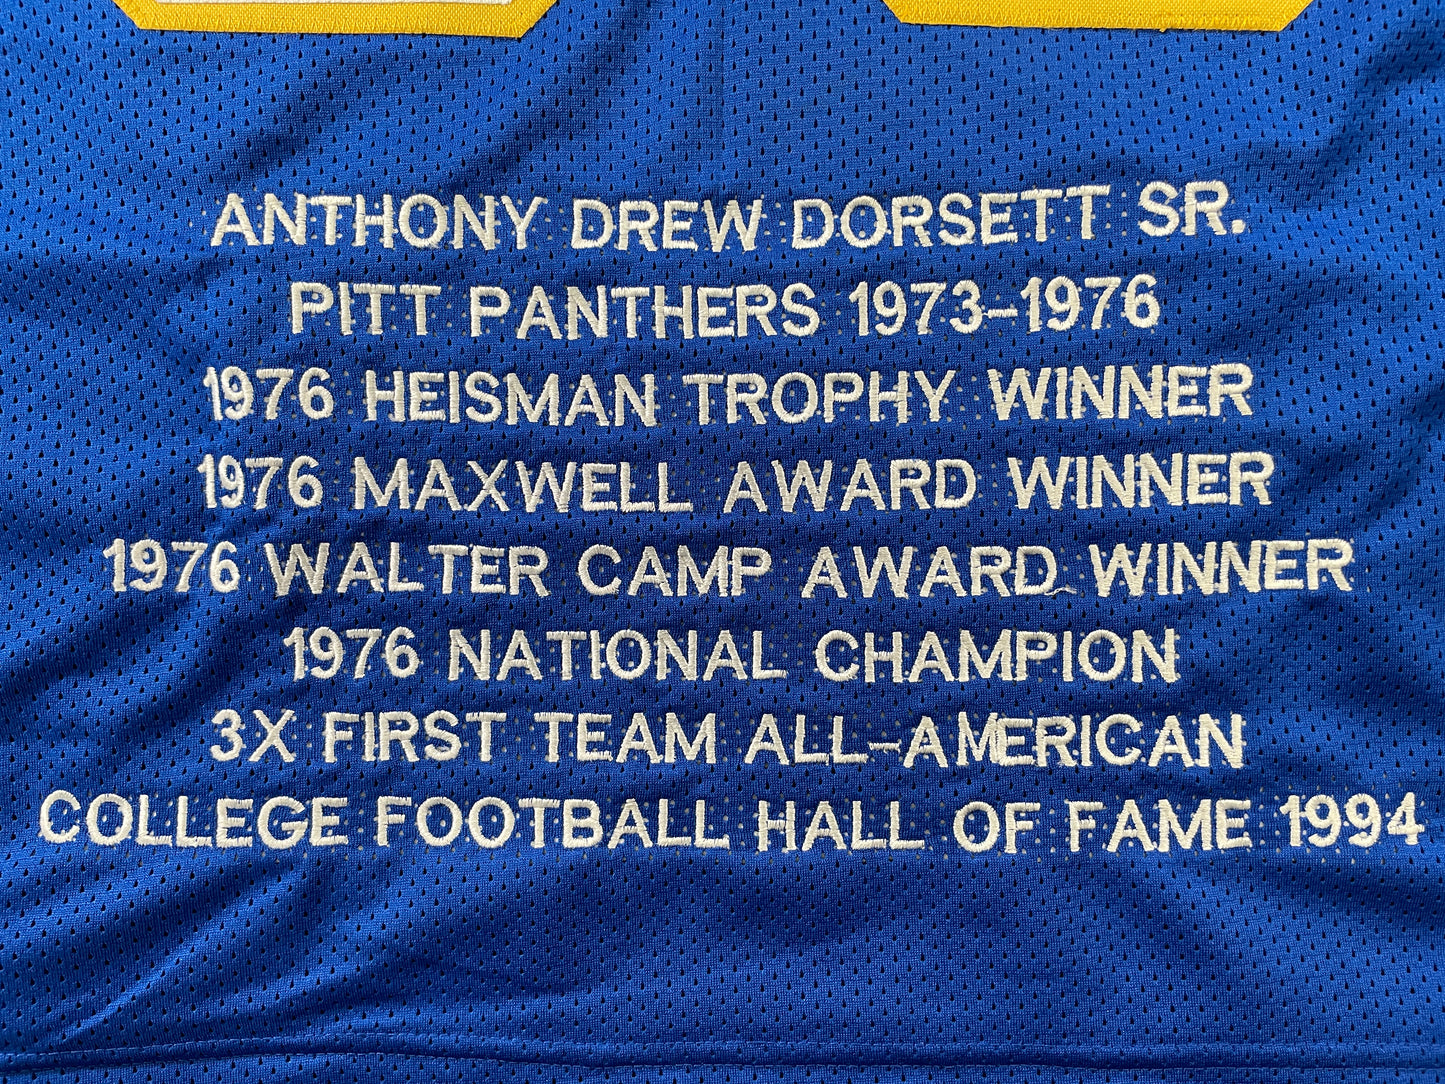 ANTHONY DREW DORSETT SR.
PITT PANTHERS 1973-1976
1976 HEISMAN TROPHY WINNER
1976 MAXWELL AWARD WINNER
1976 WALTER CAMP AWARD WINNER
1976 NATIONAL CHAMPION
3X FIRST TEAM ALL-AMERICAN
COLLEGE FOOTBALL HALL OF FAME 1994